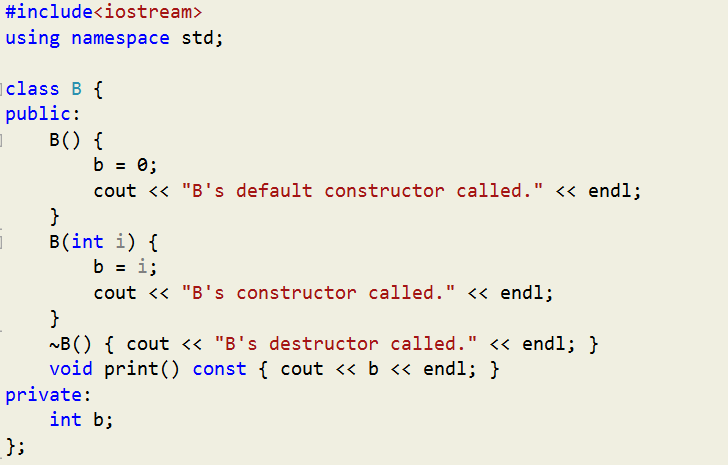 #include<iostream>
using namespace std;
class B {
public:
B() {
b = 0;
cout << "B's default constructor called." << endl;
}
B(int i) {
b = i;
cout << "B's constructor called." << endl;
}
~B() { cout << "B's destructor called." << endl; }
void print() const { cout << b << endl; }
private:
int b;
};